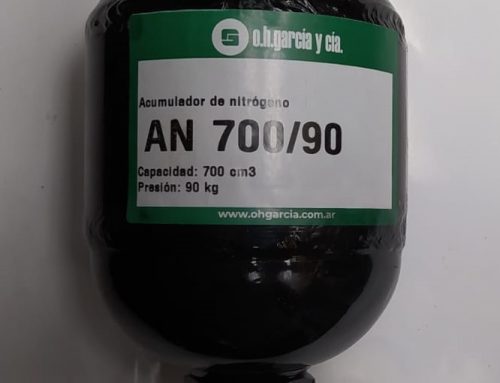 o.h.garcía y cía.
Acumulador de nitrógeno
AN 700/90
Capacidad: 700 cm3
Presión: 90 kg
www.ohgarcia.com.ar